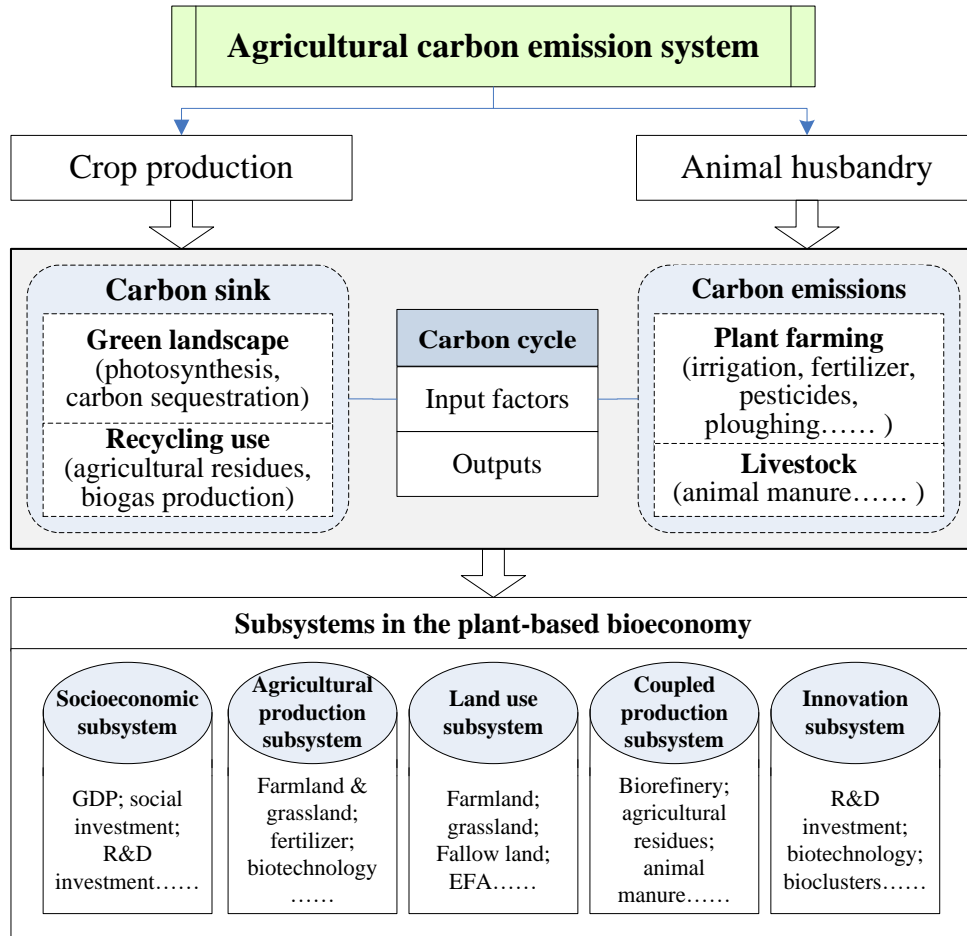 Agricultural carbon emission system
Crop production
Animal husbandry
Carbon sink
Green landscape
(photosynthesis,
carbon sequestration)
Recycling use
(agricultural residues,
biogas production)
Carbon cycle
Input factors
Outputs
Carbon emissions
Plant farming
(irrigation, fertilizer,
pesticides,
ploughing…… )
Livestock
(animal manure…… )
Subsystems in the plant-based bioeconomy
Socioeconomic
subsystem
GDP; social
investment;
R&D
investment……
Agricultural
production
subsystem
Farmland &
grassland;
fertilizer;
biotechnology
……
Land use
subsystem
Farmland;
grassland;
Fallow land;
EFA……
Coupled
production
subsystem
Biorefinery;
agricultural
residues;
animal
manure……
Innovation
subsystem
R&D
investment;
biotechnology;
bioclusters……